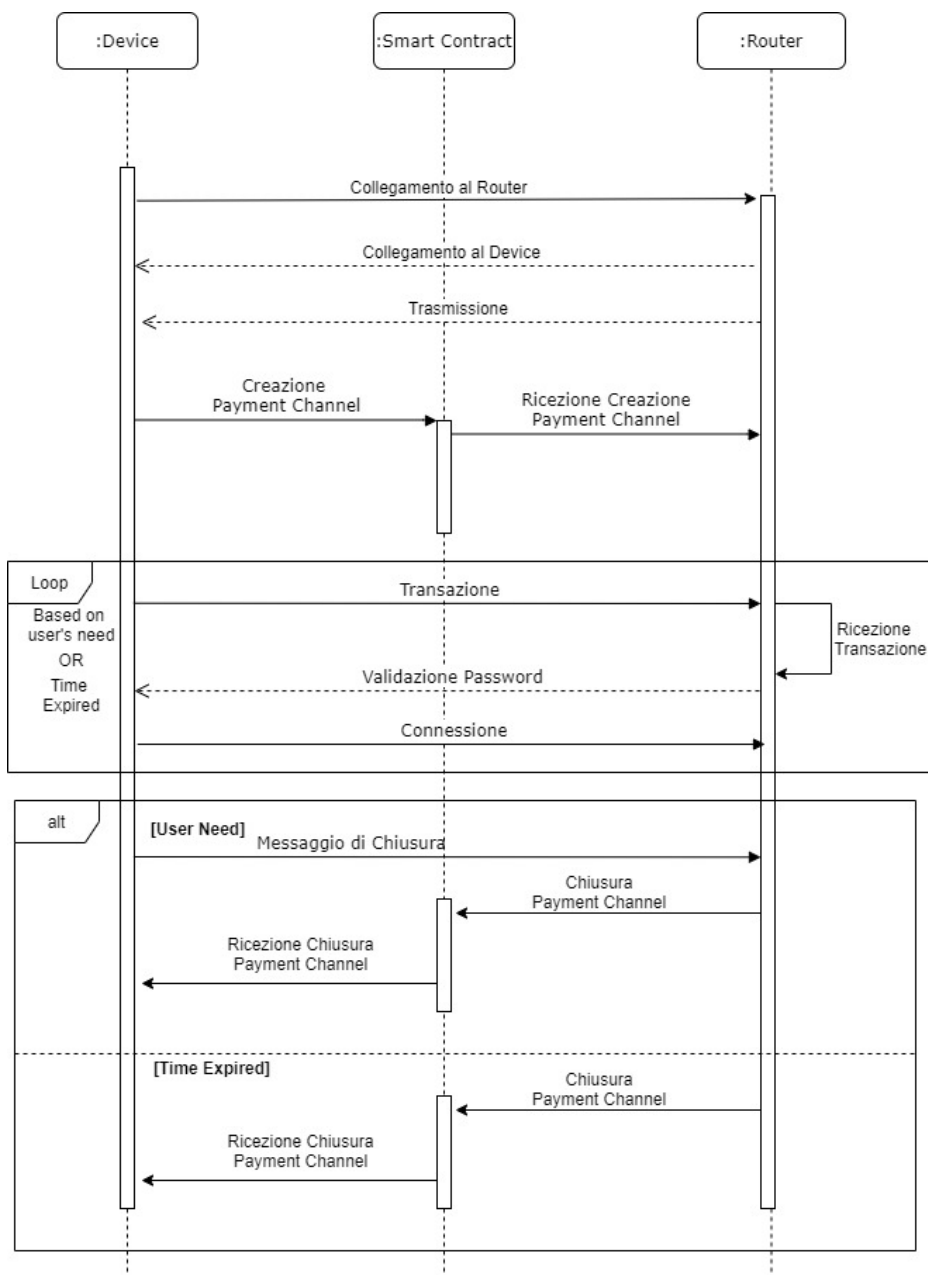 :Device
:Smart Contract
:Router
Collegamento al Router
Collegamento al Device
Trasmissione
Creazione
Payment Channel
Ricezione Creazione
Payment Channel
Loop
Based on
user's need
OR
Time
Expired
Transazione
Ricezione
Transazione
Validazione Password
Connessione
alt
[User Need]
Messaggio di Chiusura
Chiusura
Payment Channel
Ricezione Chiusura
Payment Channel
[Time Expired]
Chiusura
Payment Channel
Ricezione Chiusura
Payment Channel